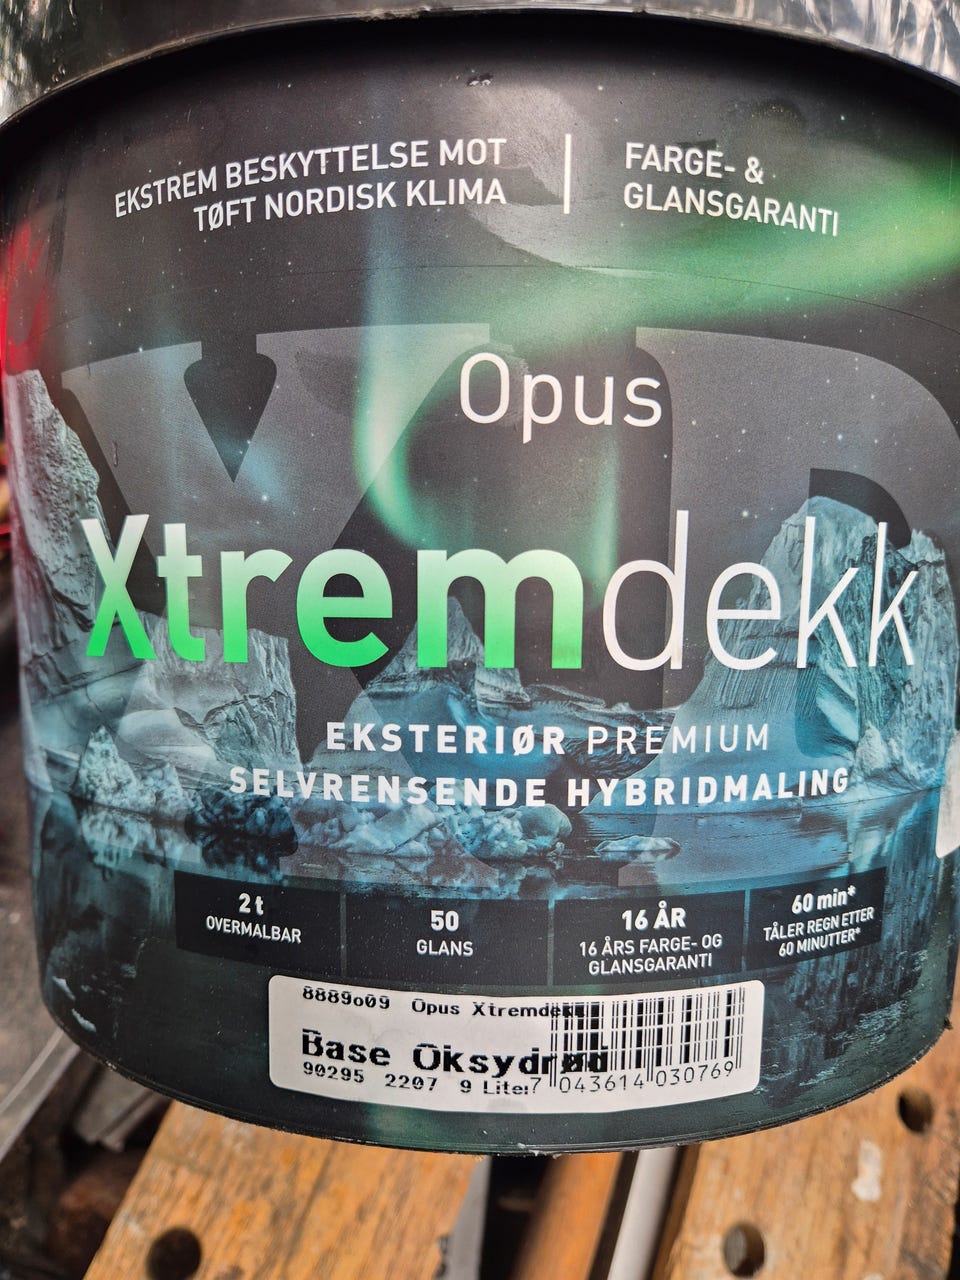 EKSTREM BESKYTTELSE MOT
TØFT NORDISK KLIMA
FARGE- &
GLANSGARANTI
Opus
Xtremdekk
EKSTERIØR PREMIUM
SELVRENSENDE HYBRIDMALING
2 t
OVERMALBAR
50
GLANS
16 ÅR
16 ÅRS FARGE- OG
GLANSGARANTI
60 min*
TÅLER REGN ETTER
60 MINUTTER*
8889o09 Opus Xtremdekk
Base Oksydrød
90295 2207 9 Liter
7 043614 030769